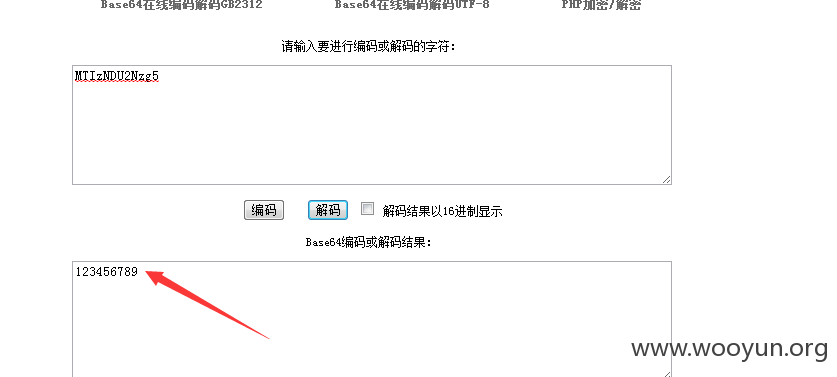 Base64在线编码解码GB2312 Base64在线编码解码UTF-8 PHP加密/解密
请输入要进行编码或解码的字符：
MTIzNDU2Nzg5
编码 解码 解码结果以16进制显示
Base64编码或解码结果：
123456789
www.wooyun.org